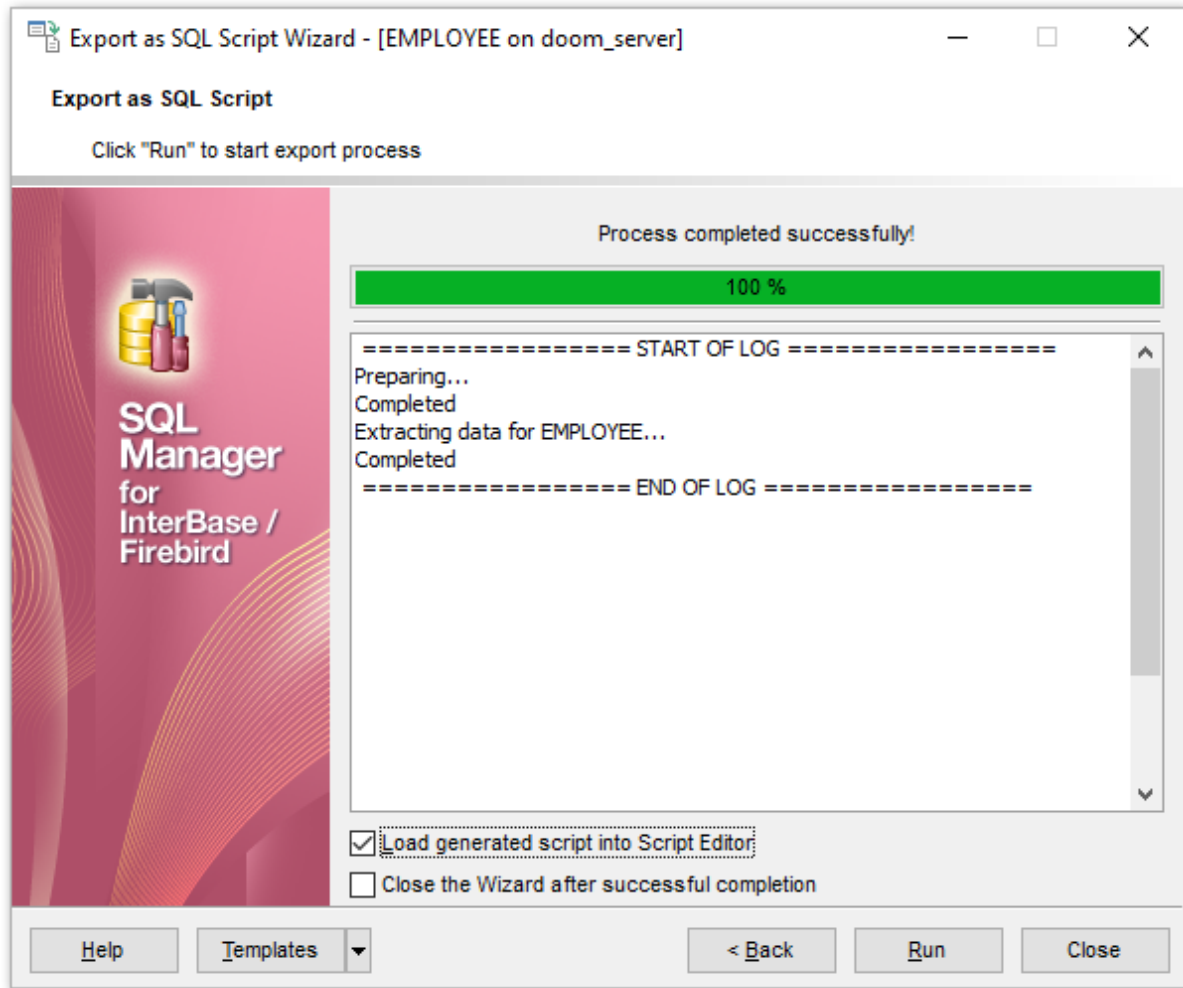 Export as SQL Script Wizard - [EMPLOYEE on doom_server]
Export as SQL Script
Click "Run" to start export process
SQL
Manager
for
InterBase /
Firebird
Process completed successfully!
100 %
================= START OF LOG =================
Preparing...
Completed
Extracting data for EMPLOYEE...
Completed
================= END OF LOG =================
Load generated script into Script Editor
Close the Wizard after successful completion
Help
Templates
< Back
Run
Close